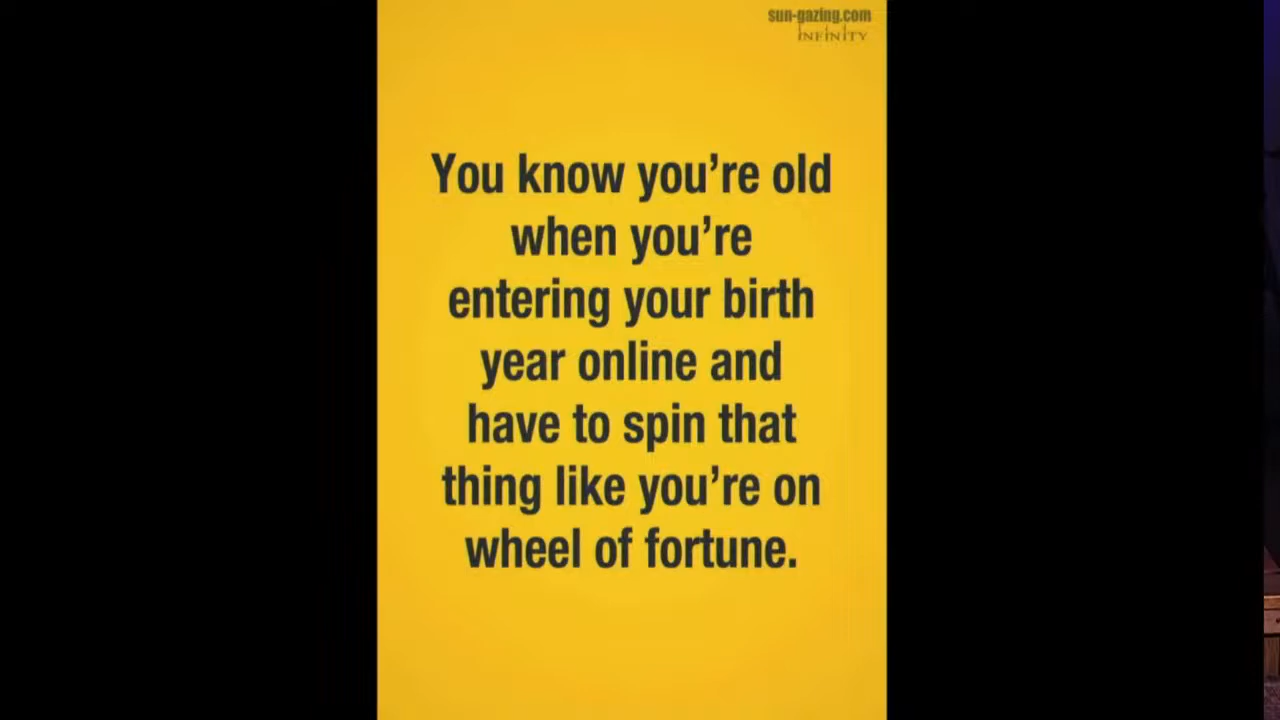 sun-gazing.com
INFINITY
You know you're old
when you're
entering your birth
year online and
have to spin that
thing like you're on
wheel of fortune.